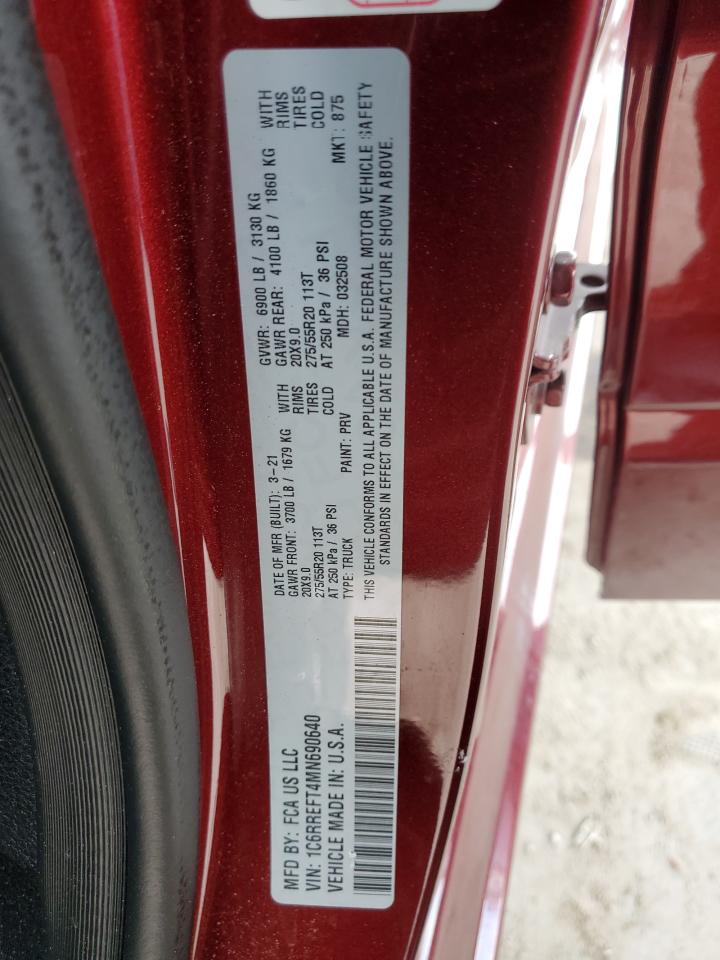 MFD BY: FCA US LLC
VIN: 1C6RREFT4MN690640
VEHICLE MADE IN: U.S.A.
DATE OF MFR (BUILT): 3-21
GAWR FRONT: 3700 LB / 1679 KG WITH
20X9.0 RIMS
275/55R20 113T TIRES
AT 250 kPa / 36 PSI COLD
TYPE: TRUCK PAINT: PRV
GVWR: 6900 LB / 3130 KG
GAWR REAR: 4100 LB / 1860 KG WITH
20X9.0 RIMS
275/55R20 113T TIRES
AT 250 kPa / 36 PSI COLD
MDH: 032508 MKT: 875
THIS VEHICLE CONFORMS TO ALL APPLICABLE U.S.A. FEDERAL MOTOR VEHICLE SAFETY
STANDARDS IN EFFECT ON THE DATE OF MANUFACTURE SHOWN ABOVE.